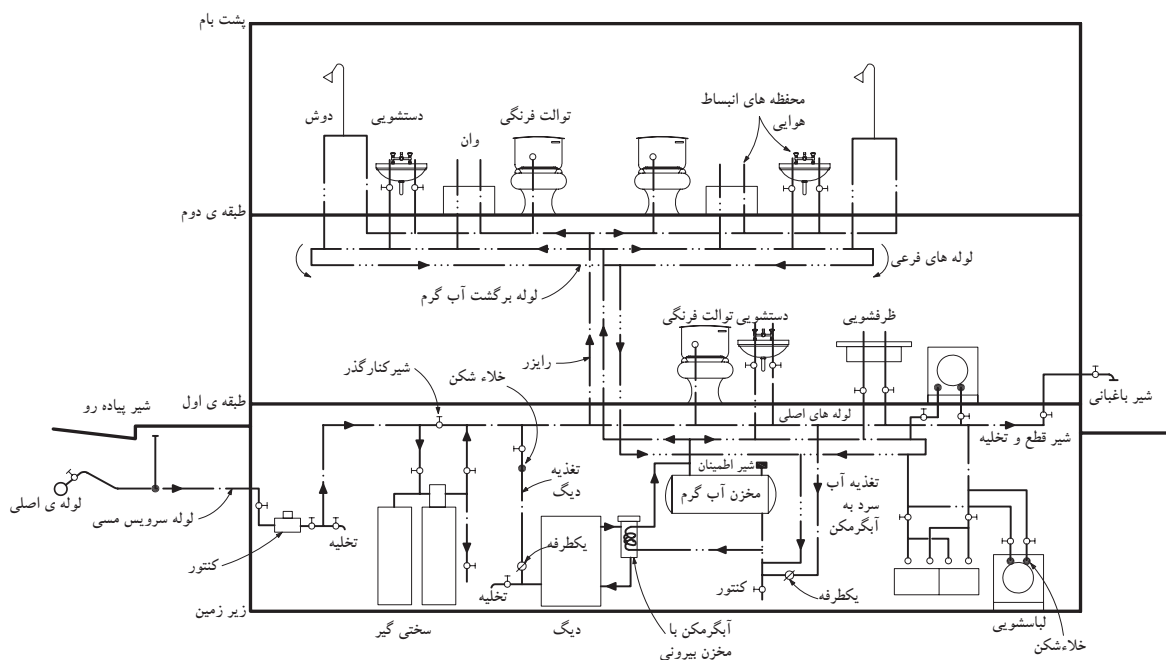 پشت بام
محفظه های انبساط
هوایی
توالت فرنگی
وان
دستشویی
دوش
طبقه ی دوم
لوله های فرعی
لوله برگشت آب گرم
ظرفشویی
دستشویی
توالت فرنگی
رایزر
خلاء شکن
شیرکنارگذر
شیر باغبانی
طبقه ی اول
شیر پیاده رو
لوله های اصلی
شیر قطع و تخلیه
شیر اطمینان
تغذیه
دیگ
مخزن آب گرم
تغذیه آب
سرد به
آبگرمکن
لوله ی اصلی
لوله سرویس مسی
تخلیه
کنتور
یکطرفه
تخلیه
کنتور
یکطرفه
زیر زمین
سختی گیر
دیگ
آبگرمکن با
مخزن بیرونی
لباسشویی
خلاءشکن